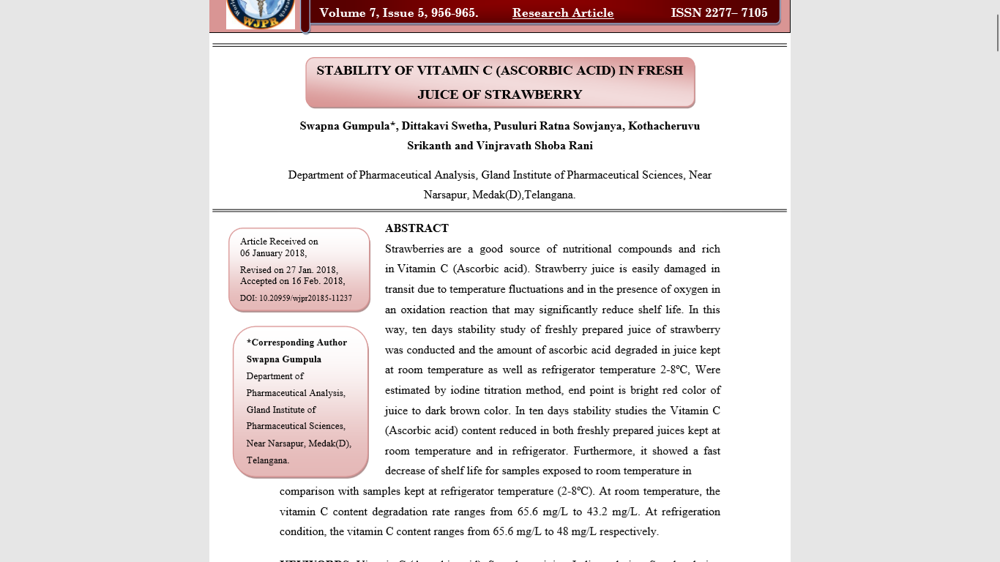 WJPR
Volume 7, Issue 5, 956-965. Research Article ISSN 2277– 7105
STABILITY OF VITAMIN C (ASCORBIC ACID) IN FRESH
JUICE OF STRAWBERRY
Swapna Gumpula*, Dittakavi Swetha, Pusuluri Ratna Sowjanya, Kothacheruvu
Srikanth and Vinjravath Shoba Rani
Department of Pharmaceutical Analysis, Gland Institute of Pharmaceutical Sciences, Near
Narsapur, Medak(D),Telangana.
Article Received on
06 January 2018,
Revised on 27 Jan. 2018,
Accepted on 16 Feb. 2018,
DOI: 10.20959/wjpr20185-11237
*Corresponding Author
Swapna Gumpula
Department of
Pharmaceutical Analysis,
Gland Institute of
Pharmaceutical Sciences,
Near Narsapur, Medak(D),
Telangana.
ABSTRACT
Strawberries are a good source of nutritional compounds and rich
in Vitamin C (Ascorbic acid). Strawberry juice is easily damaged in
transit due to temperature fluctuations and in the presence of oxygen in
an oxidation reaction that may significantly reduce shelf life. In this
way, ten days stability study of freshly prepared juice of strawberry
was conducted and the amount of ascorbic acid degraded in juice kept
at room temperature as well as refrigerator temperature 2-8ºC, Were
estimated by iodine titration method, end point is bright red color of
juice to dark brown color. In ten days stability studies the Vitamin C
(Ascorbic acid) content reduced in both freshly prepared juices kept at
room temperature and in refrigerator. Furthermore, it showed a fast
decrease of shelf life for samples exposed to room temperature in
comparison with samples kept at refrigerator temperature (2-8ºC). At room temperature, the
vitamin C content degradation rate ranges from 65.6 mg/L to 43.2 mg/L. At refrigeration
condition, the vitamin C content ranges from 65.6 mg/L to 48 mg/L respectively.